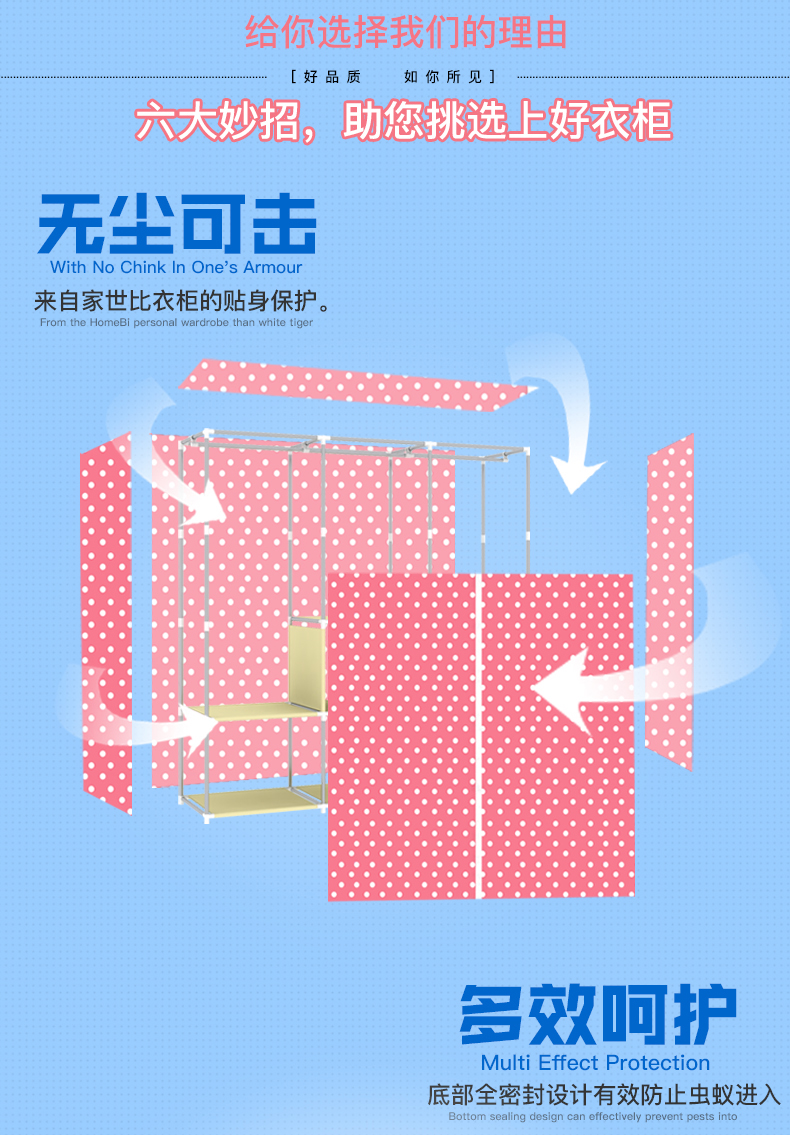 给你选择我们的理由
[好品质 如你所见]
六大妙招，助您挑选上好衣柜
无尘可击
With No Chink In One's Armour
来自家世比衣柜的贴身保护。
From the HomeBi personal wardrobe than white tiger
多效呵护
Multi Effect Protection
底部全密封设计有效防止虫蚁进入
Bottom sealing design can effectively prevent pests into